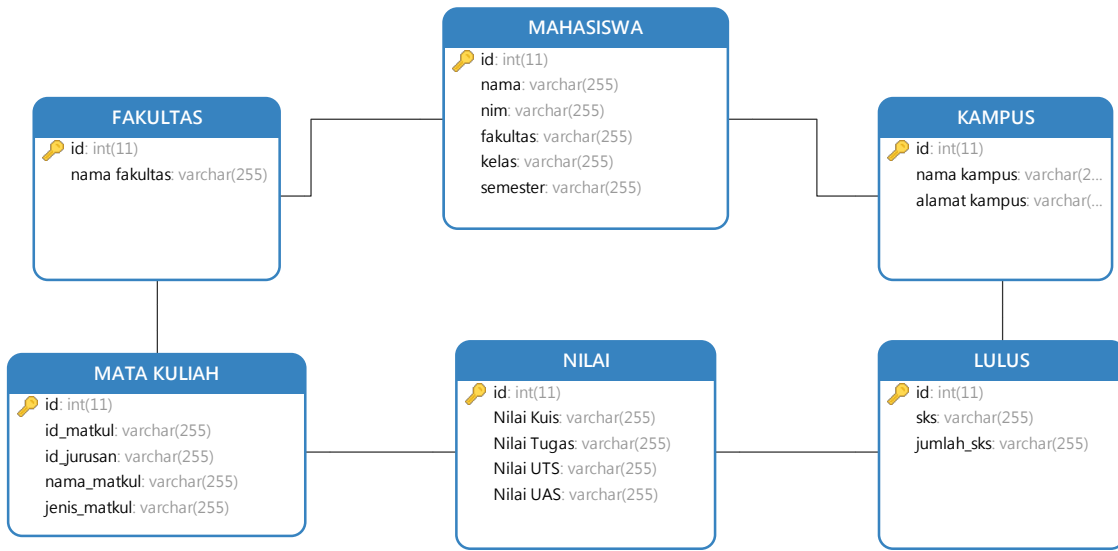 MAHASISWA
id: int(11)
nama: varchar(255)
nim: varchar(255)
fakultas: varchar(255)
kelas: varchar(255)
semester: varchar(255)
FAKULTAS
id: int(11)
nama fakultas: varchar(255)
KAMPUS
id: int(11)
nama kampus: varchar(2...
alamat kampus: varchar(...
MATA KULIAH
id: int(11)
id_matkul: varchar(255)
id_jurusan: varchar(255)
nama_matkul: varchar(255)
jenis_matkul: varchar(255)
NILAI
id: int(11)
Nilai Kuis: varchar(255)
Nilai Tugas: varchar(255)
Nilai UTS: varchar(255)
Nilai UAS: varchar(255)
LULUS
id: int(11)
sks: varchar(255)
jumlah_sks: varchar(255)